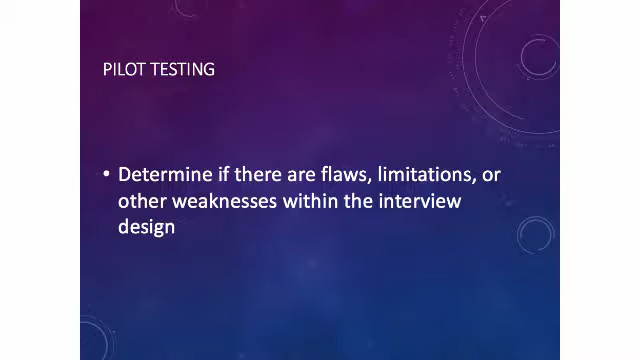 PILOT TESTING
• Determine if there are flaws, limitations, or
other weaknesses within the interview
design